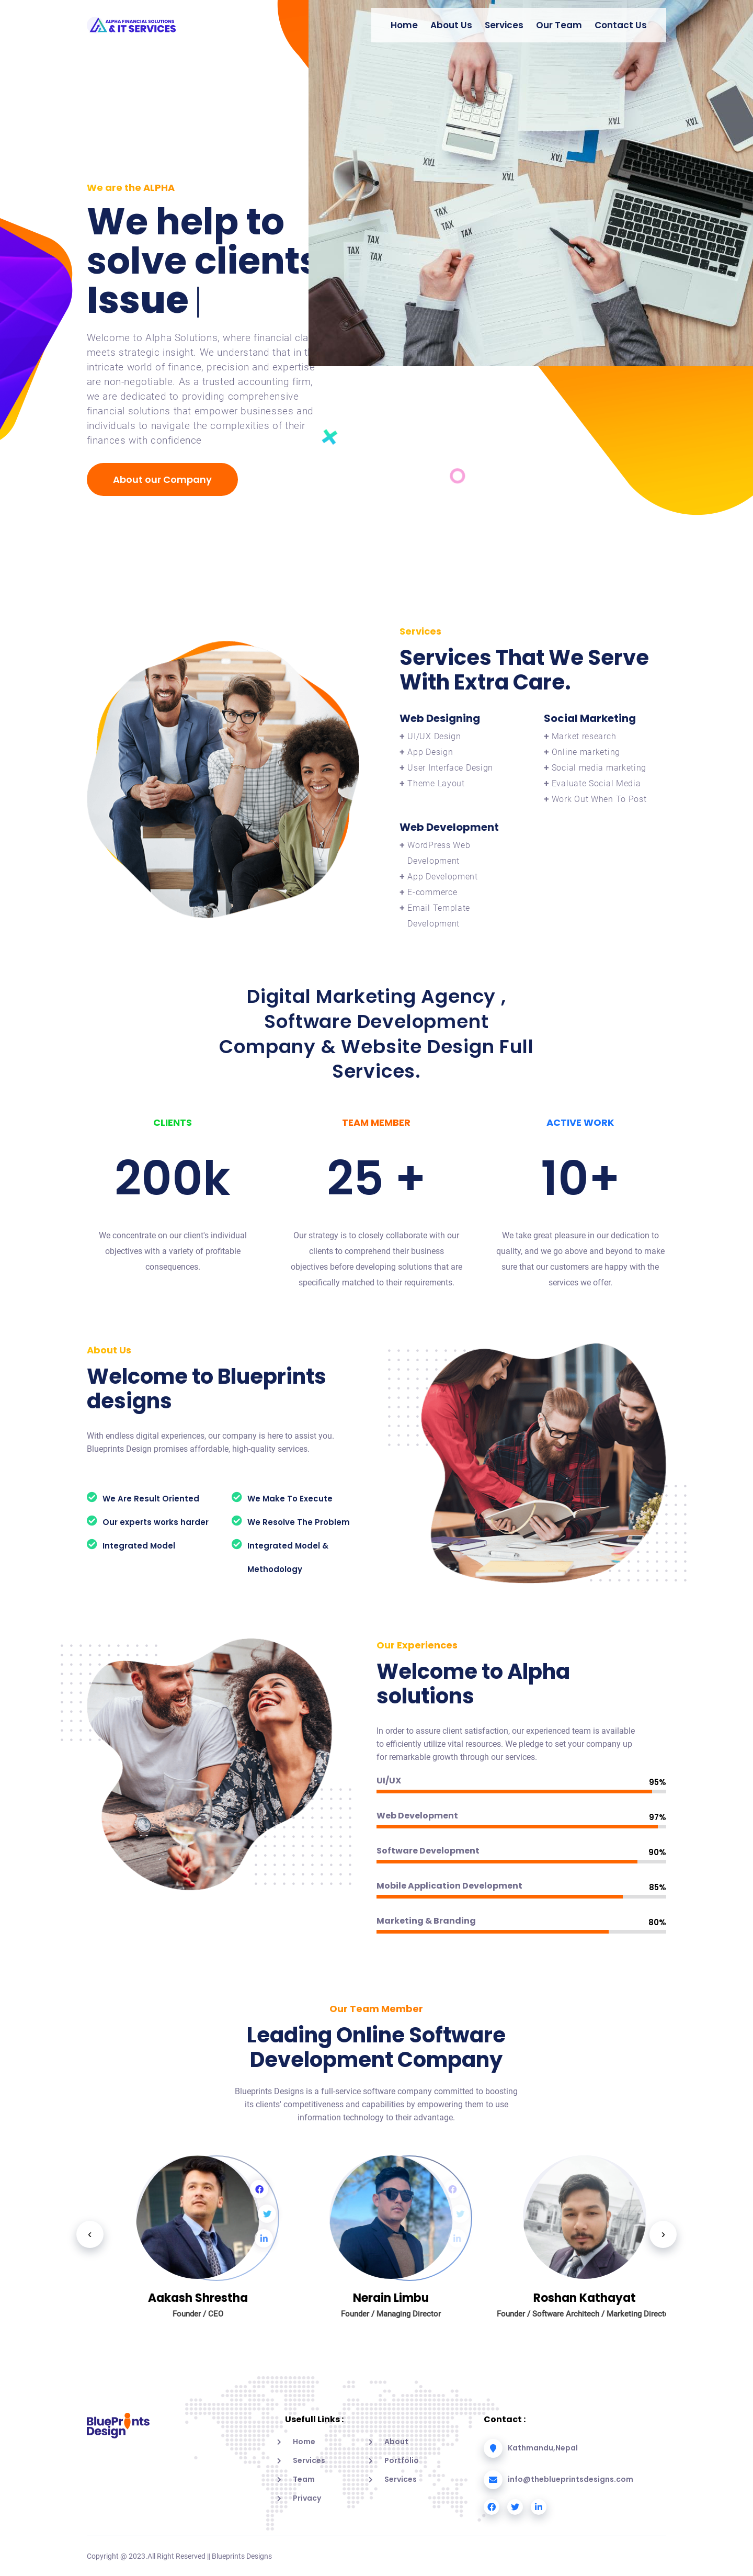 ALPHA FINANCIAL SOLUTIONS
& IT SERVICES
Home About Us Services Our Team Contact Us
TAX
TAX
TAX
TAX
TAX
TAX
TAX
TAX
TAX
TAX
TAX
We are the ALPHA
We help to
solve clients
Issue |
Welcome to Alpha Solutions, where financial
meets strategic insight. We understand that in
intricate world of finance, precision and expertise
are non-negotiable. As a trusted accounting firm,
we are dedicated to providing comprehensive
financial solutions that empower businesses and
individuals to navigate the complexities of their
finances with confidence
About our Company
Services
Services That We Serve
With Extra Care.
Web Designing
+ UI/UX Design
+ App Design
+ User Interface Design
+ Theme Layout
Social Marketing
+ Market research
+ Online marketing
+ Social media marketing
+ Evaluate Social Media
+ Work Out When To Post
Web Development
+ WordPress Web
Development
+ App Development
+ E-commerce
+ Email Template
Development
Digital Marketing Agency ,
Software Development
Company & Website Design Full
Services.
CLIENTS
200k
We concentrate on our client's individual
objectives with a variety of profitable
consequences.
TEAM MEMBER
25 +
Our strategy is to closely collaborate with our
clients to comprehend their business
objectives before developing solutions that are
specifically matched to their requirements.
ACTIVE WORK
10+
We take great pleasure in our dedication to
quality, and we go above and beyond to make
sure that our customers are happy with the
services we offer.
About Us
Welcome to Blueprints
designs
With endless digital experiences, our company is here to assist you.
Blueprints Design promises affordable, high-quality services.
We Are Result Oriented
Our experts works harder
Integrated Model
We Make To Execute
We Resolve The Problem
Integrated Model &
Methodology
Our Experiences
Welcome to Alpha
solutions
In order to assure client satisfaction, our experienced team is available
to efficiently utilize vital resources. We pledge to set your company up
for remarkable growth through our services.
UI/UX 95%
Web Development 97%
Software Development 90%
Mobile Application Development 85%
Marketing & Branding 80%
Our Team Member
Leading Online Software
Development Company
Blueprints Designs is a full-service software company committed to boosting
its clients' competitiveness and capabilities by empowering them to use
information technology to their advantage.
Aakash Shrestha
Founder / CEO
Nerain Limbu
Founder / Managing Director
Roshan Kathayat
Founder / Software Architech / Marketing
BluePrints
Design
Usefull Links :
Home
Services
Team
Privacy
About
Portfolio
Services
Contact :
Kathmandu,Nepal
info@theblueprintsdesigns.com
Copyright @ 2023.All Right Reserved || Blueprints Designs